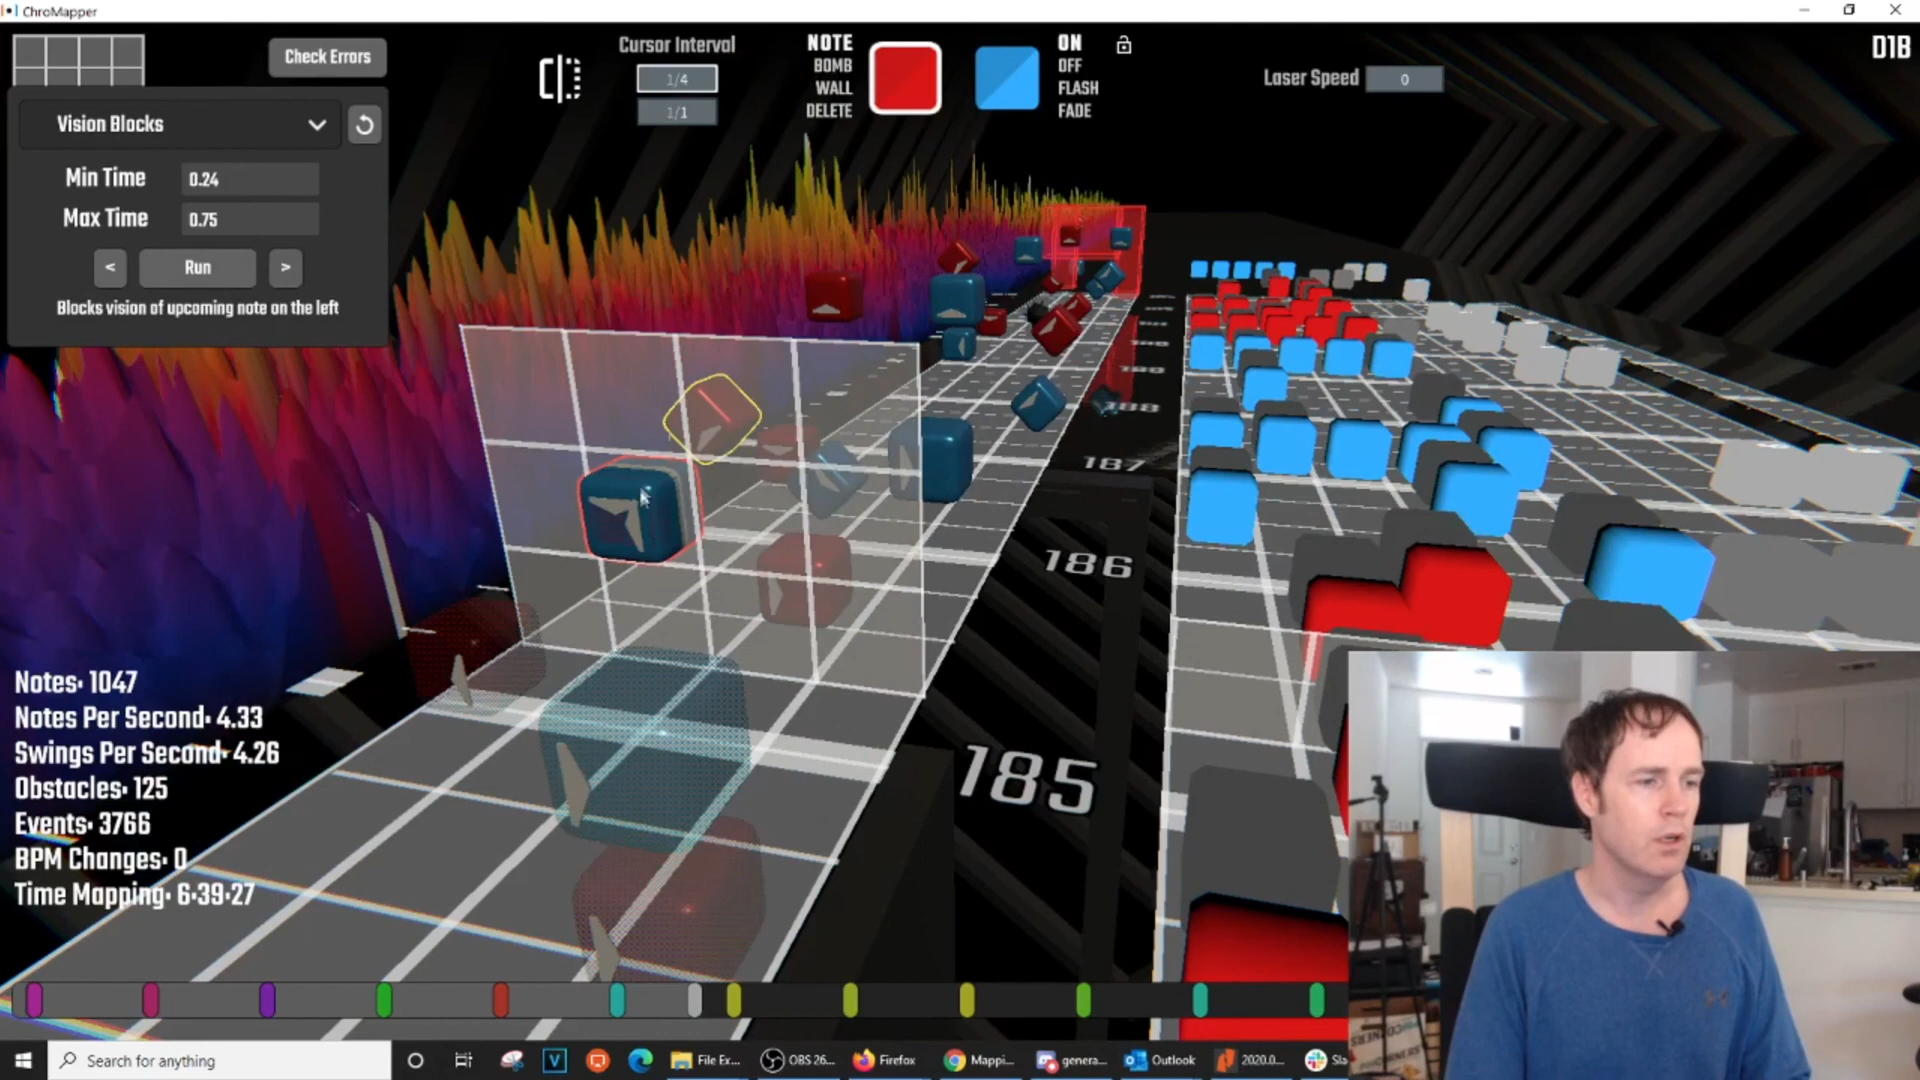 ChroMapper
Check Errors
Cursor Interval
1/4
1/1
NOTE
BOMB
WALL
DELETE
ON
OFF
FLASH
FADE
Laser Speed 0
D1B
Vision Blocks
Min Time 0.24
Max Time 0.75
< Run >
Blocks vision of upcoming note on the left
188
187
186
185
Notes: 1047
Notes Per Second: 4.33
Swings Per Second: 4.26
Obstacles: 125
Events: 3766
BPM Changes: 0
Time Mapping: 6:39:27
Search for anything
File Ex...
OBS 26...
Firefox
Mappi...
genera...
Outlook
2020.0...
Sla